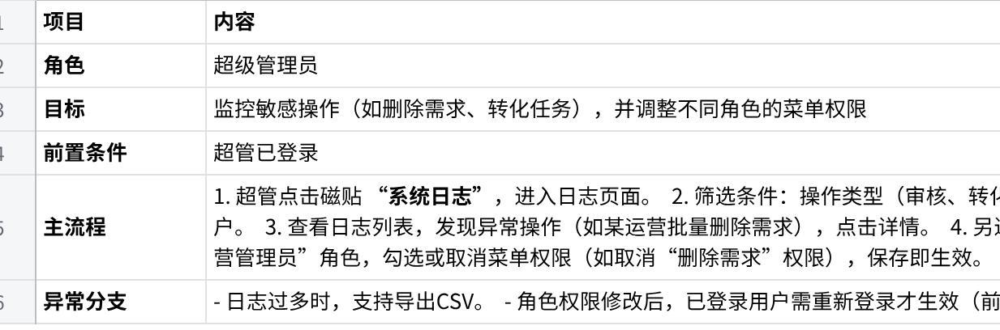 1 项目 内容
2 角色 超级管理员
3 目标 监控敏感操作（如删除需求、转化任务），并调整不同角色的菜单权限
4 前置条件 超管已登录
1. 超管点击磁贴 “系统日志”，进入日志页面。 2. 筛选条件：操作类型（审核、转化
5 主流程 户。 3. 查看日志列表，发现异常操作（如某运营批量删除需求），点击详情。 4. 另
营管理员”角色，勾选或取消菜单权限（如取消“删除需求”权限），保存即生效。
6 异常分支 - 日志过多时，支持导出CSV。 - 角色权限修改后，已登录用户需重新登录才生效（前